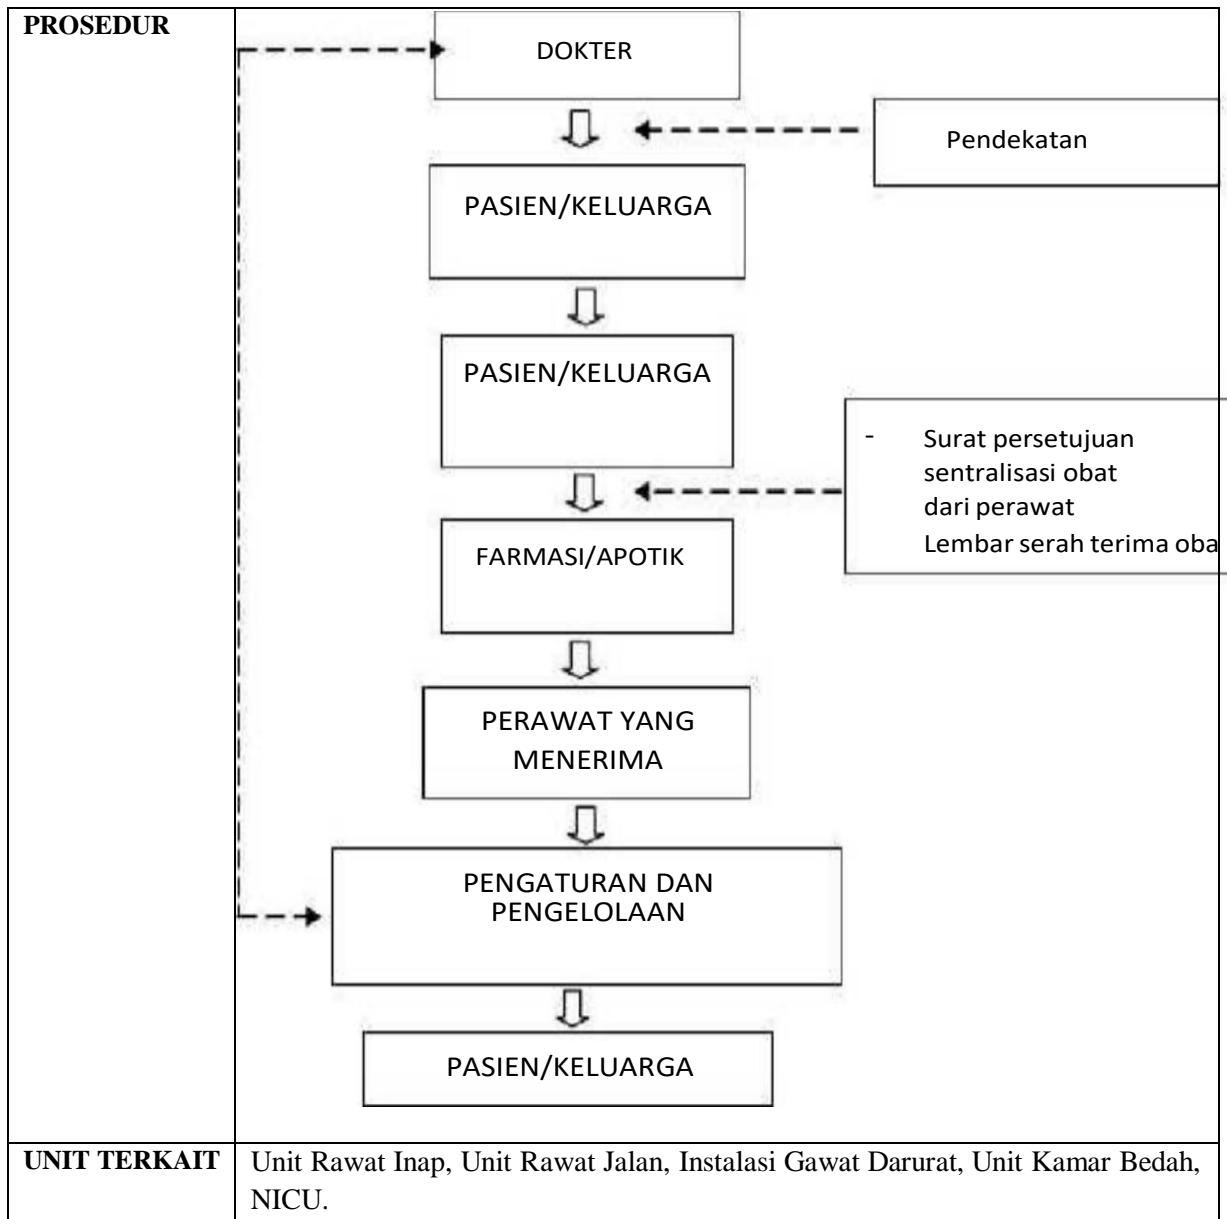 PROSEDUR
DOKTER
Pendekatan
PASIEN/KELUARGA
PASIEN/KELUARGA
- Surat persetujuan
sentralisasi obat
dari perawat
Lembar serah terima oba
FARMASI/APOTIK
PERAWAT YANG
MENERIMA
PENGATURAN DAN
PENGELOLAAN
PASIEN/KELUARGA
UNIT TERKAIT
Unit Rawat Inap, Unit Rawat Jalan, Instalasi Gawat Darurat, Unit Kamar Bedah,
NICU.